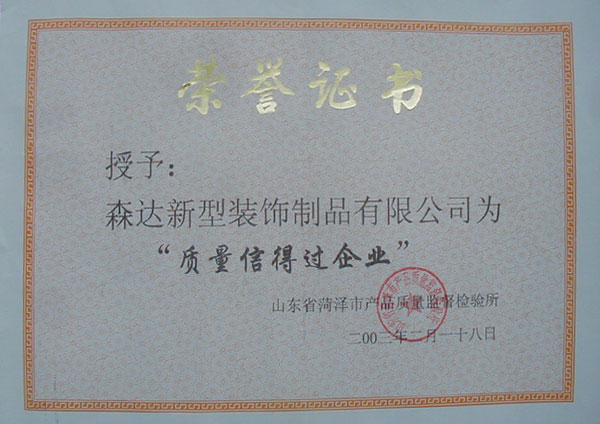 荣誉证书
授予：
森达新型装饰制品有限公司为
“质量信得过企业”
山东省菏泽市产品质量监督检验所
二00三年二月一十八日